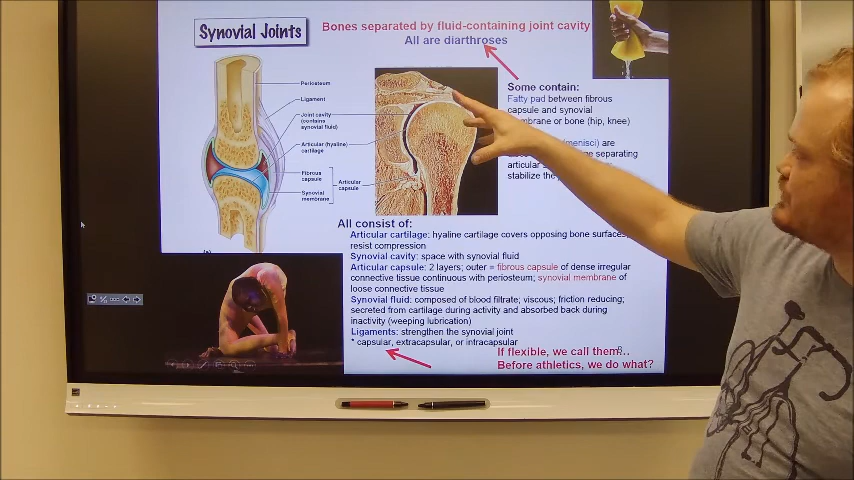 Synovial Joints
Bones separated by fluid-containing joint cavity
All are diarthroses
Periosteum
Ligament
Joint cavity
(contains
synovial fluid)
Articular (hyaline)
cartilage
Fibrous
capsule
Synovial
membrane
Articular
capsule
Some contain:
Fatty pad between fibrous
capsule and synovial
or bone (hip, knee)
(menisci) are
separating
articular
stabilize the
All consist of:
Articular cartilage: hyaline cartilage covers opposing bone surfaces,
resist compression
Synovial cavity: space with synovial fluid
Articular capsule: 2 layers; outer = fibrous capsule of dense irregular
connective tissue continuous with periosteum; synovial membrane of
loose connective tissue
Synovial fluid: composed of blood filtrate; viscous; friction reducing;
secreted from cartilage during activity and absorbed back during
inactivity (weeping lubrication)
Ligaments: strengthen the synovial joint
* capsular, extracapsular, or intracapsular
If flexible, we call them...
Before athletics, we do what?